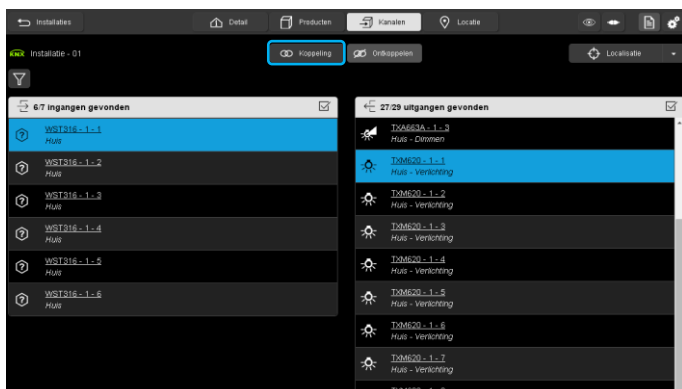 Installaties
Detail
Producten
Kanalen
Locatie
KNX Installatie - 01
Koppeling
Ontkoppelen
Localisatie
6/7 ingangen gevonden
WST316 - 1 - 1
Huis
WST316 - 1 - 2
Huis
WST316 - 1 - 3
Huis
WST316 - 1 - 4
Huis
WST316 - 1 - 5
Huis
WST316 - 1 - 6
Huis
27/29 uitgangen gevonden
TXA663A - 1 - 3
Huis - Dimmen
TXM620 - 1 - 1
Huis - Verlichting
TXM620 - 1 - 2
Huis - Verlichting
TXM620 - 1 - 3
Huis - Verlichting
TXM620 - 1 - 4
Huis - Verlichting
TXM620 - 1 - 5
Huis - Verlichting
TXM620 - 1 - 6
Huis - Verlichting
TXM620 - 1 - 7
Huis - Verlichting